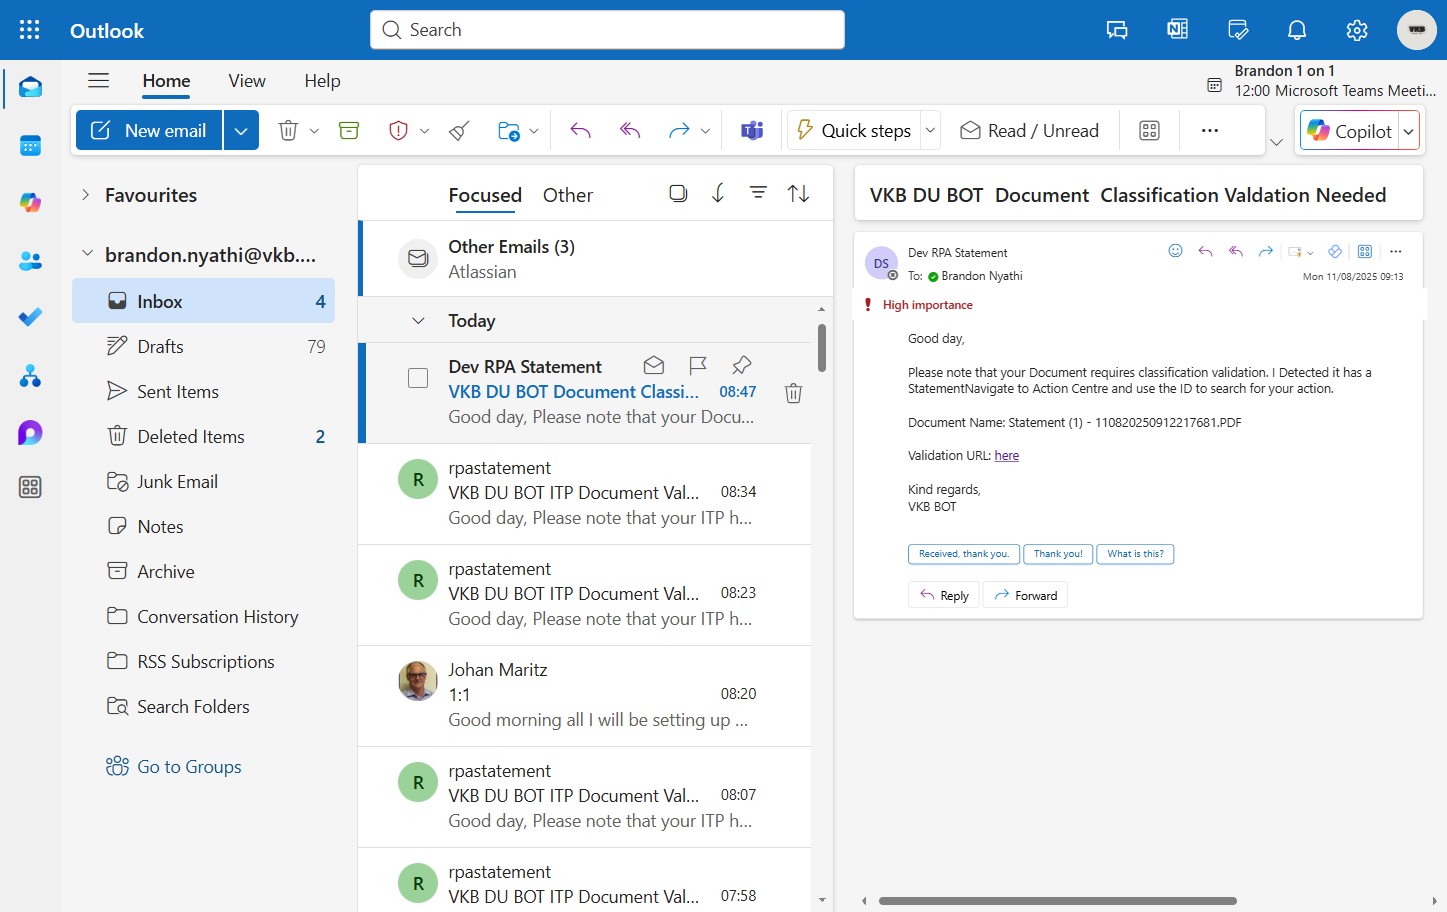 Outlook
Search
VKB
Home
View
Help
Brandon 1 on 1
12:00 Microsoft Teams Meeti...
New email
Quick steps
Read / Unread
Copilot
Favourites
brandon.nyathi@vkb....
Inbox 4
Drafts 79
Sent Items
Deleted Items 2
Junk Email
Notes
Archive
Conversation History
RSS Subscriptions
Search Folders
Go to Groups
Focused Other
Other Emails (3)
Atlassian
Today
Dev RPA Statement
VKB DU BOT Document Classi... 08:47
Good day, Please note that your Docu...
R
rpastatement
VKB DU BOT ITP Document Val... 08:34
Good day, Please note that your ITP h...
R
rpastatement
VKB DU BOT ITP Document Val... 08:23
Good day, Please note that your ITP h...
Johan Maritz
1:1 08:20
Good morning all I will be setting up ...
R
rpastatement
VKB DU BOT ITP Document Val... 08:07
Good day, Please note that your ITP h...
R
rpastatement
VKB DU BOT ITP Document Val... 07:58
VKB DU BOT  Document  Classification Valdation Needed
DS
Dev RPA Statement
To: Brandon Nyathi
Mon 11/08/2025 09:13
High importance
Good day,
Please note that your Document requires classification validation. I Detected it has a
StatementNavigate to Action Centre and use the ID to search for your action.
Document Name: Statement (1) - 110820250912217681.PDF
Validation URL: here
Kind regards,
VKB BOT
Received, thank you. Thank you! What is this?
Reply Forward